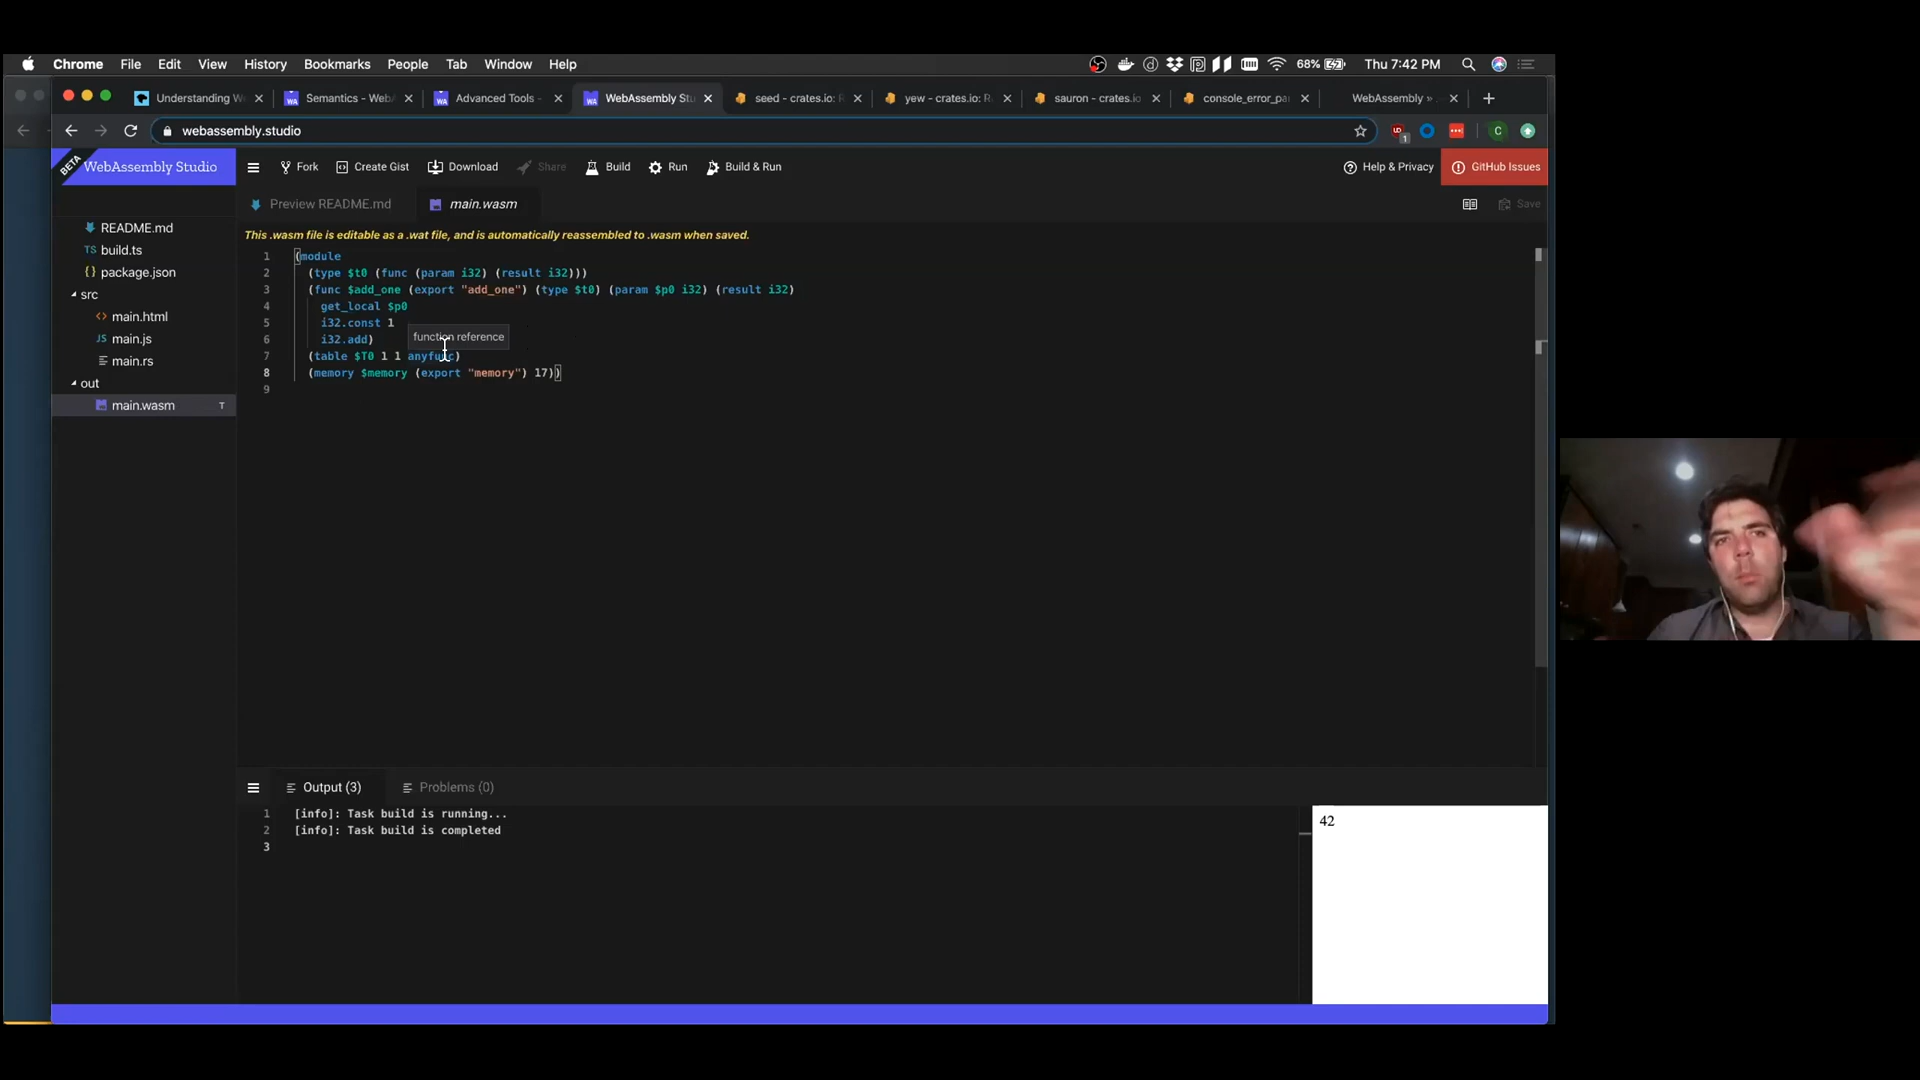 Chrome File Edit View History Bookmarks People Tab Window Help 68% Thu 7:42 PM
Understanding W Semantics - Web Advanced Tools - WebAssembly Stu seed - crates.io: R yew - crates.io: R sauron - crates.io: console_error_pa WebAssembly »
webassembly.studio
BETA WebAssembly Studio Fork Create Gist Download Share Build Run Build & Run Help & Privacy GitHub Issues
Preview README.md main.wasm Save
This .wasm file is editable as a .wat file, and is automatically reassembled to .wasm when saved.
README.md
TS build.ts
{} package.json
src
<> main.html
JS main.js
main.rs
out
main.wasm T
1 (module
2 (type $t0 (func (param i32) (result i32)))
3 (func $add_one (export "add_one") (type $t0) (param $p0 i32) (result i32)
4 get_local $p0
5 i32.const 1
6 i32.add)
function reference
7 (table $T0 1 1 anyfunc)
8 (memory $memory (export "memory") 17))
9
Output (3) Problems (0)
1 [info]: Task build is running...
2 [info]: Task build is completed
3
42